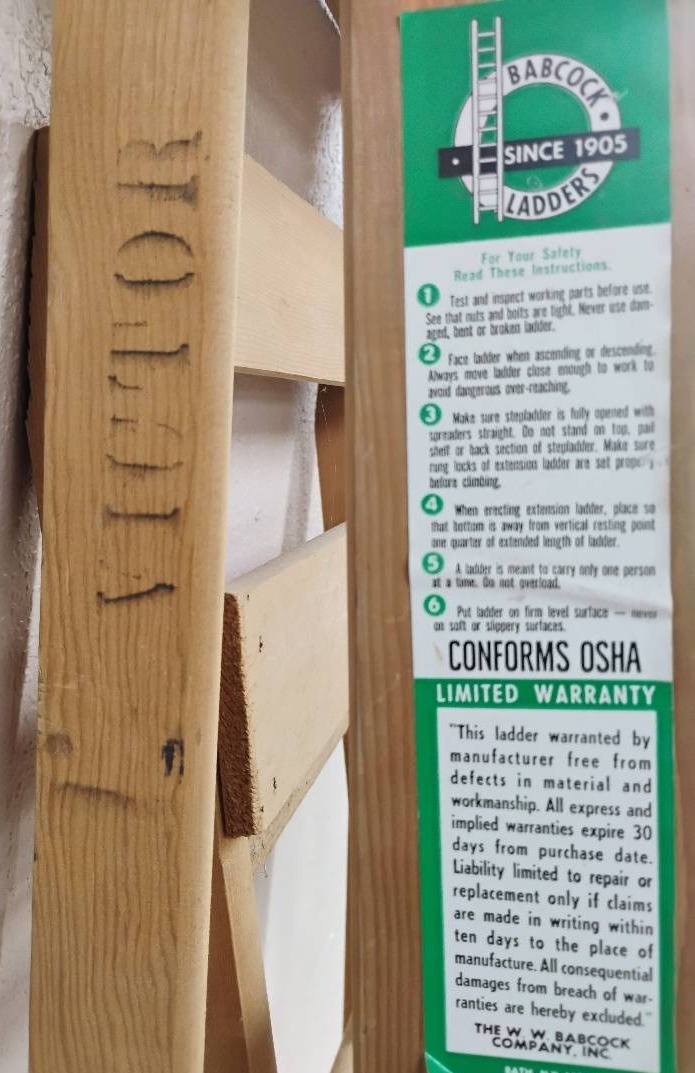 VICTOR
BABCOCK
SINCE 1905
LADDERS
For Your Safety
Read These Instructions.
1 Test and inspect working parts before use.
See that nuts and bolts are tight. Never use dam-
aged, bent or broken ladder.
2 Face ladder when ascending or descending.
Always move ladder close enough to work to
avoid dangerous over-reaching.
3 Make sure stepladder is fully opened with
spreaders straight. Do not stand on top, pail
shelf or back section of stepladder. Make sure
rung locks of extension ladder are set properly
before climbing.
4 When erecting extension ladder, place so
that bottom is away from vertical resting point
one quarter of extended length of ladder.
5 A ladder is meant to carry only one person
at a time. Do not overload.
6 Put ladder on firm level surface — never
on soft or slippery surfaces.
CONFORMS OSHA
LIMITED WARRANTY
"This ladder warranted by
manufacturer free from
defects in material and
workmanship. All express and
implied warranties expire 30
days from purchase date.
Liability limited to repair or
replacement only if claims
are made in writing within
ten days to the place of
manufacture. All consequential
damages from breach of war-
ranties are hereby excluded."
THE W. W. BABCOCK
COMPANY, INC.